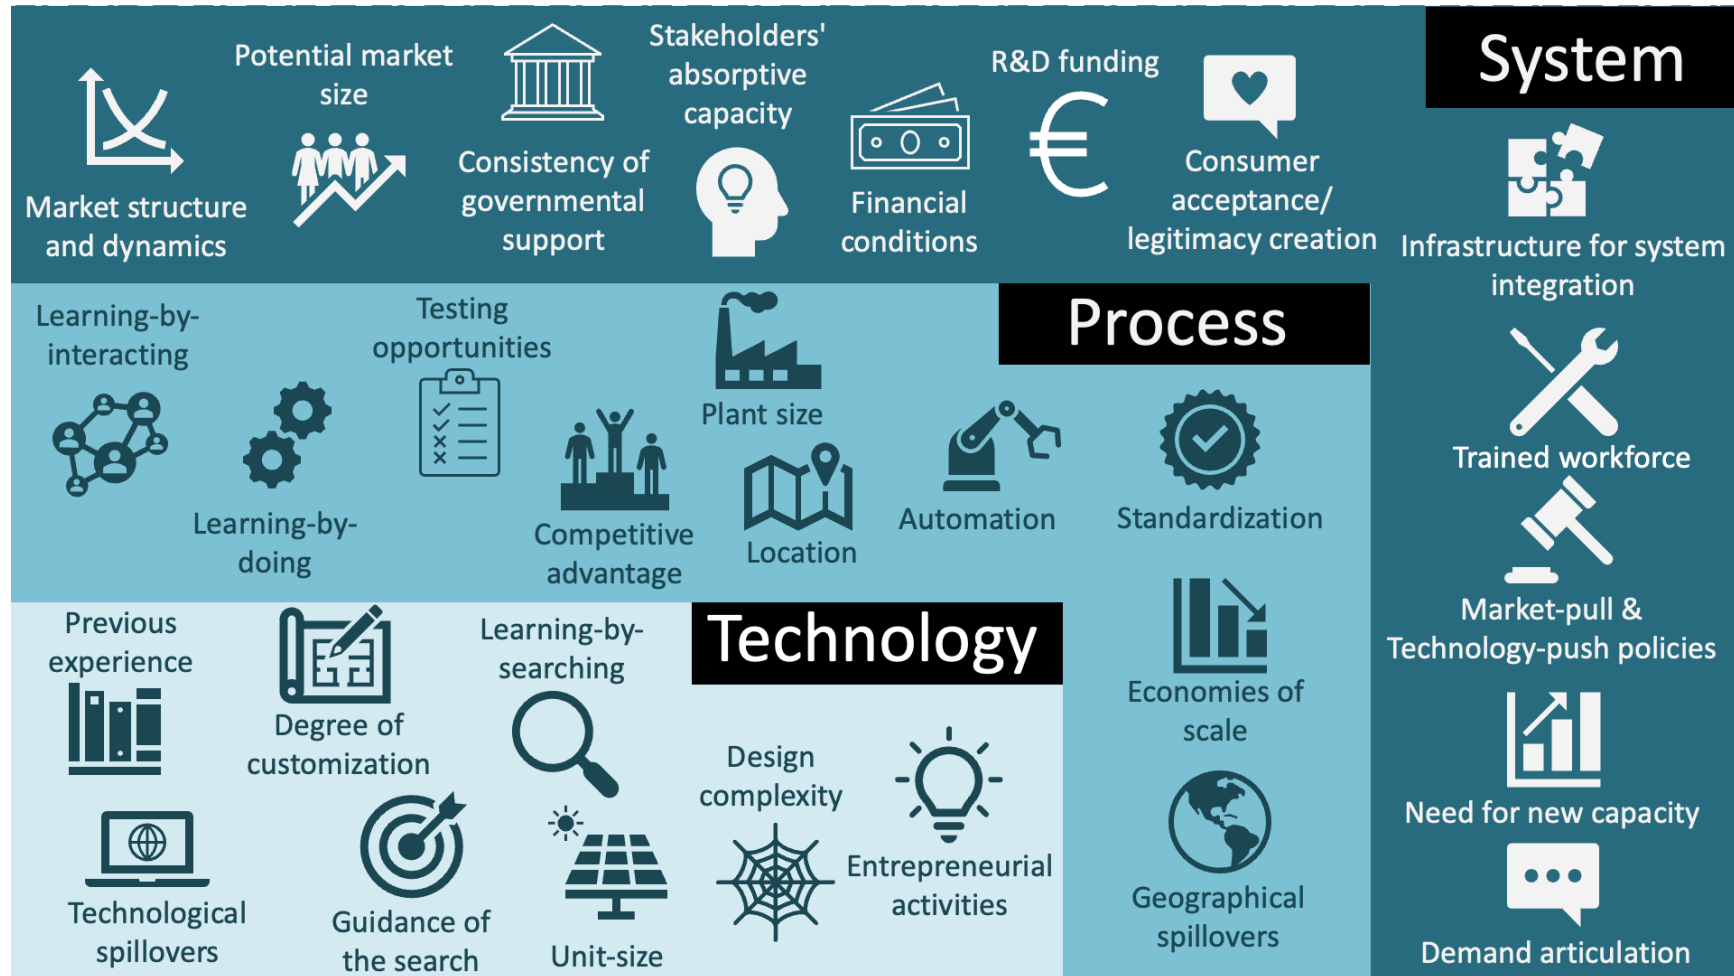 System
Market structure
and dynamics
Potential market
size
Consistency of
governmental
support
Stakeholders'
absorptive
capacity
Financial
conditions
R&D funding
€
Consumer
acceptance/
legitimacy creation
Infrastructure for system
integration
Trained workforce
Market-pull &
Technology-push policies
Need for new capacity
Demand articulation
Process
Learning-by-
interacting
Learning-by-
doing
Testing
opportunities
Competitive
advantage
Plant size
Location
Automation
Standardization
Economies of
scale
Geographical
spillovers
Technology
Previous
experience
Degree of
customization
Learning-by-
searching
Technological
spillovers
Guidance of
the search
Unit-size
Design
complexity
Entrepreneurial
activities